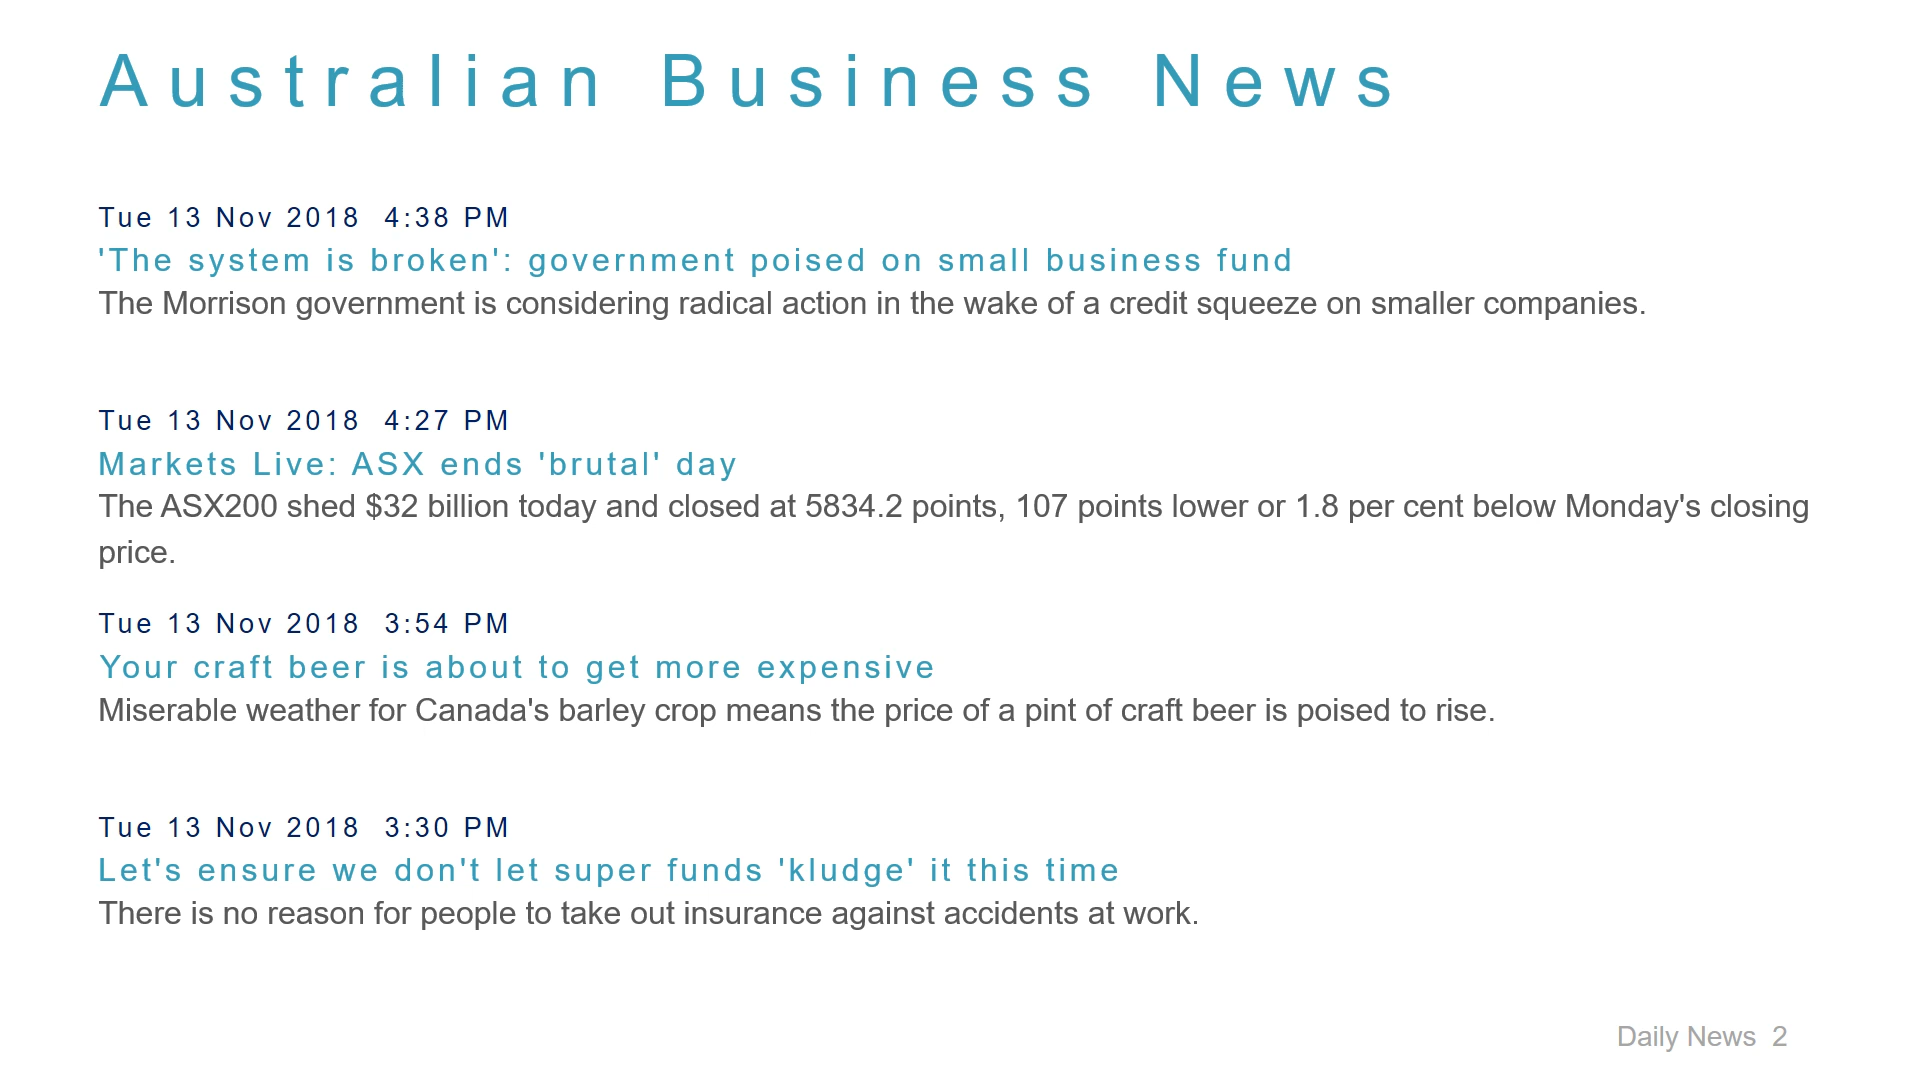 Australian Business News
Tue 13 Nov 2018  4:38 PM
'The system is broken': government poised on small business fund
The Morrison government is considering radical action in the wake of a credit squeeze on smaller companies.
Tue 13 Nov 2018  4:27 PM
Markets Live: ASX ends 'brutal' day
The ASX200 shed $32 billion today and closed at 5834.2 points, 107 points lower or 1.8 per cent below Monday's closing
price.
Tue 13 Nov 2018  3:54 PM
Your craft beer is about to get more expensive
Miserable weather for Canada's barley crop means the price of a pint of craft beer is poised to rise.
Tue 13 Nov 2018  3:30 PM
Let's ensure we don't let super funds 'kludge' it this time
There is no reason for people to take out insurance against accidents at work.
Daily News  2